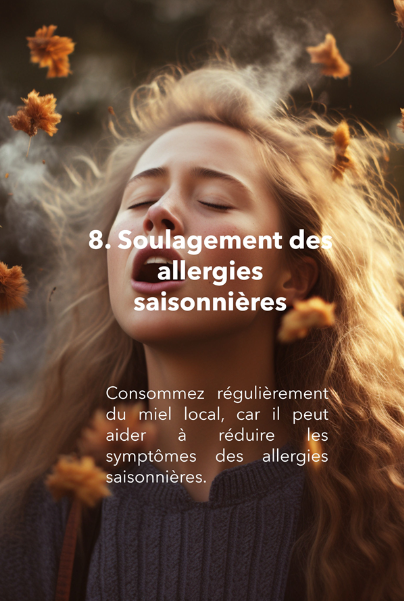 8. Soulagement des
allergies
saisonnières
Consommez régulièrement
du miel local, car il peut
aider à réduire les
symptômes des allergies
saisonnières.